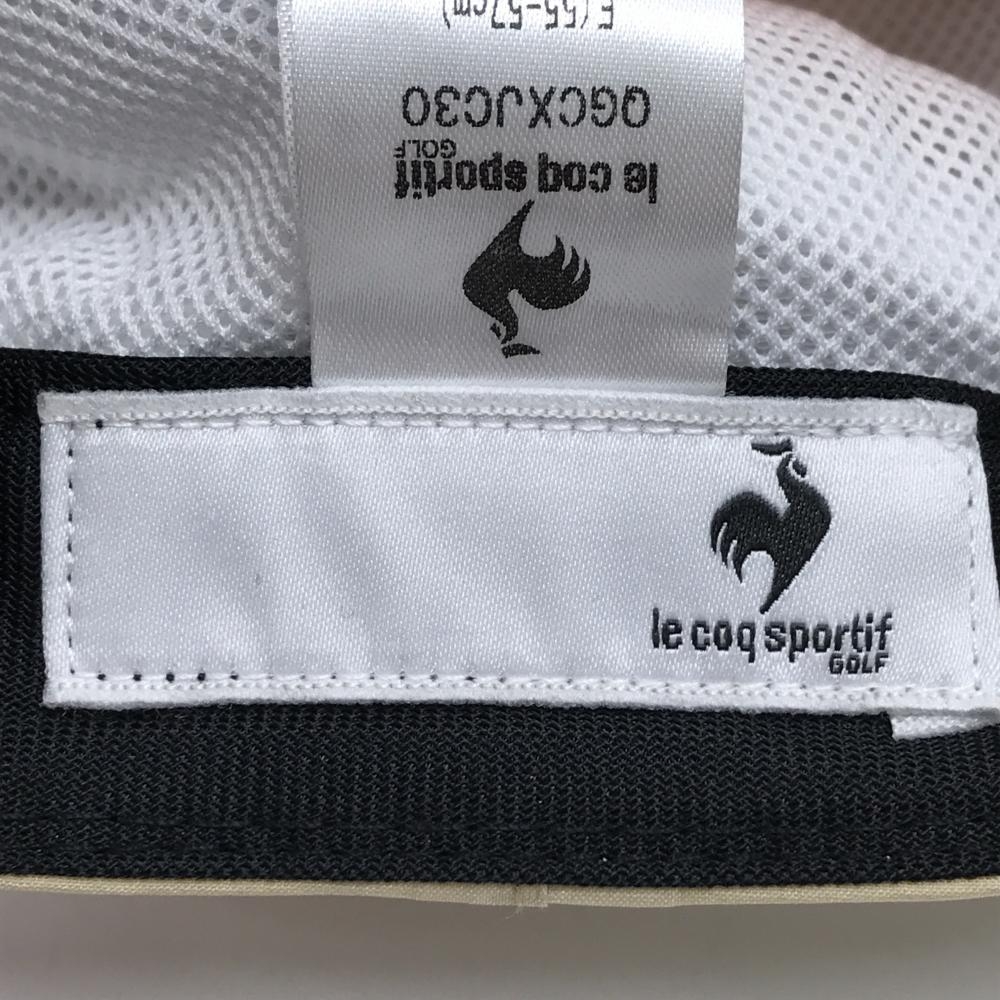 le coq sportif
GOLF
QGCXJC30
F(55-57cm)
le coq sportif
GOLF